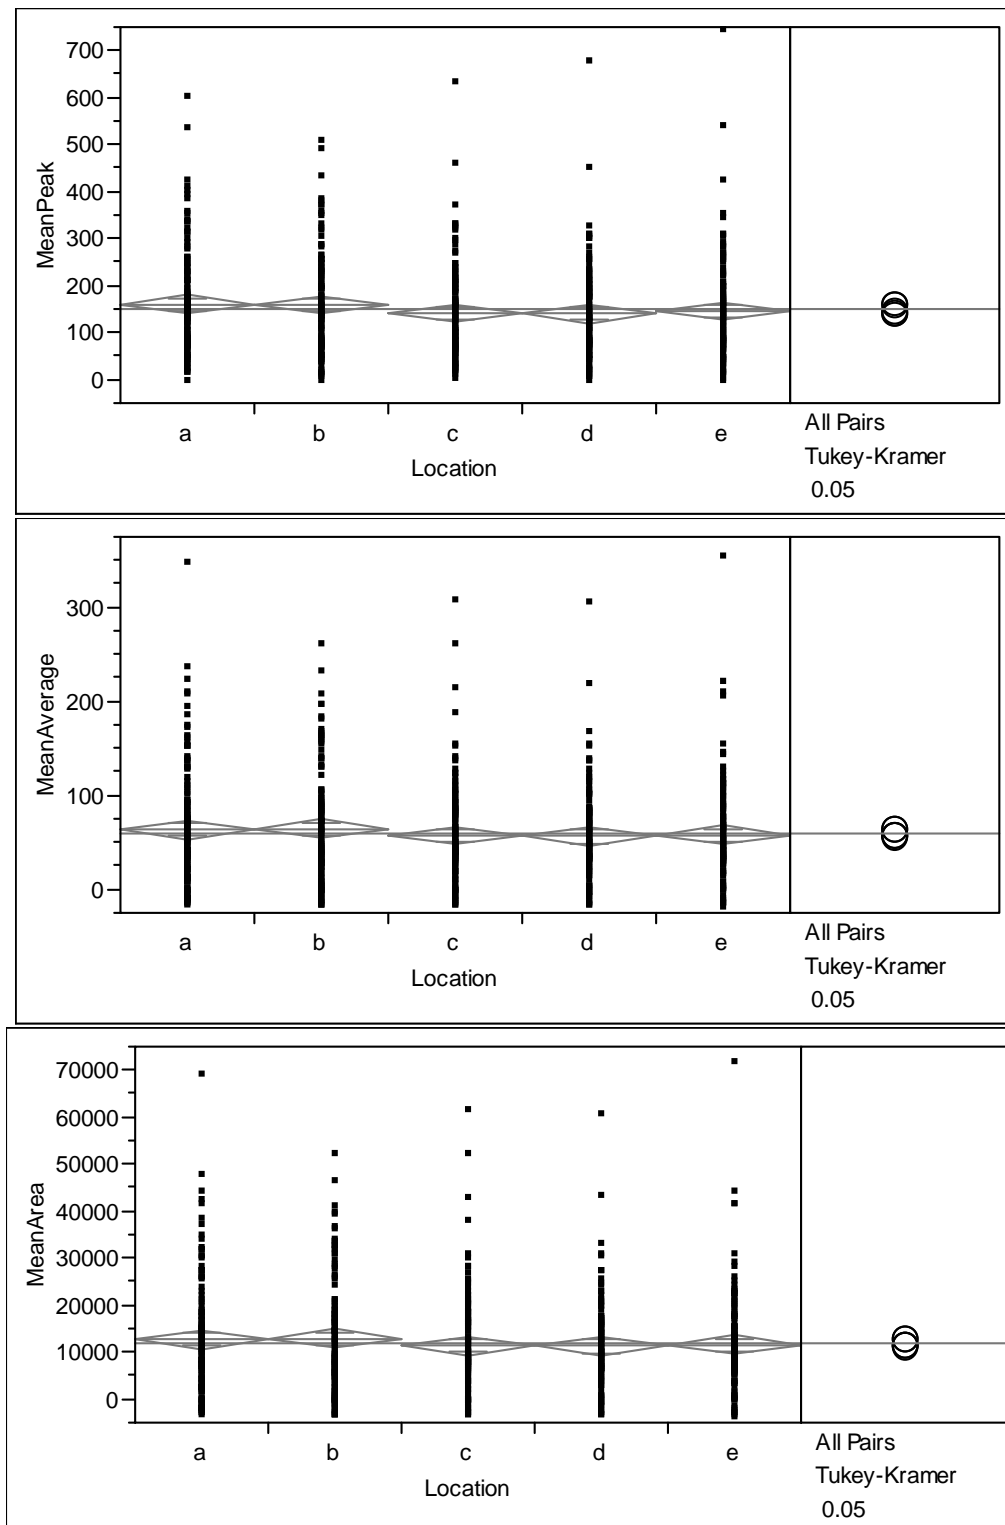 700
600
500
400
300
200
100
0
MeanPeak
a b c d e
Location
All Pairs
Tukey-Kramer
0.05
300
200
100
0
MeanAverage
a b c d e
Location
All Pairs
Tukey-Kramer
0.05
70000
60000
50000
40000
30000
20000
10000
0
MeanArea
a b c d e
Location
All Pairs
Tukey-Kramer
0.05